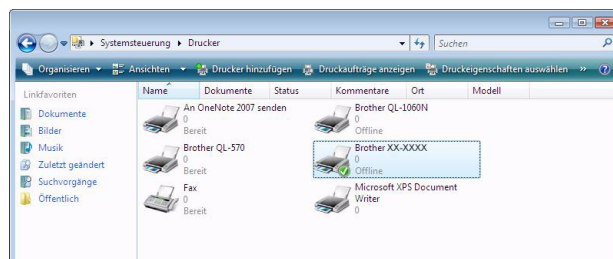 Systemsteuerung ▸ Drucker
Suchen
Organisieren Ansichten Drucker hinzufügen Druckaufträge anzeigen Druckeigenschaften auswählen »
Linkfavoriten
Dokumente
Bilder
Musik
Zuletzt geändert
Suchvorgänge
Öffentlich
Name Dokumente Status Kommentare Ort Modell
An OneNote 2007 senden
0
Bereit
Brother QL-1060N
0
Offline
Brother QL-570
0
Bereit
Brother XX-XXXX
0
Offline
Fax
0
Bereit
Microsoft XPS Document
Writer
0